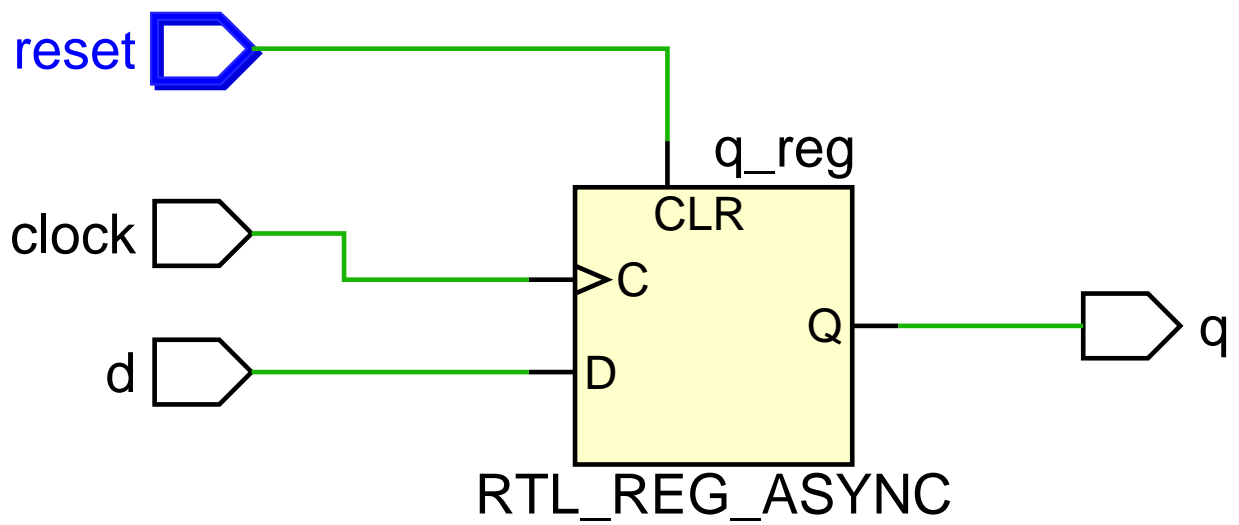 reset
q_reg
CLR
clock
C
Q
q
d
D
RTL_REG_ASYNC